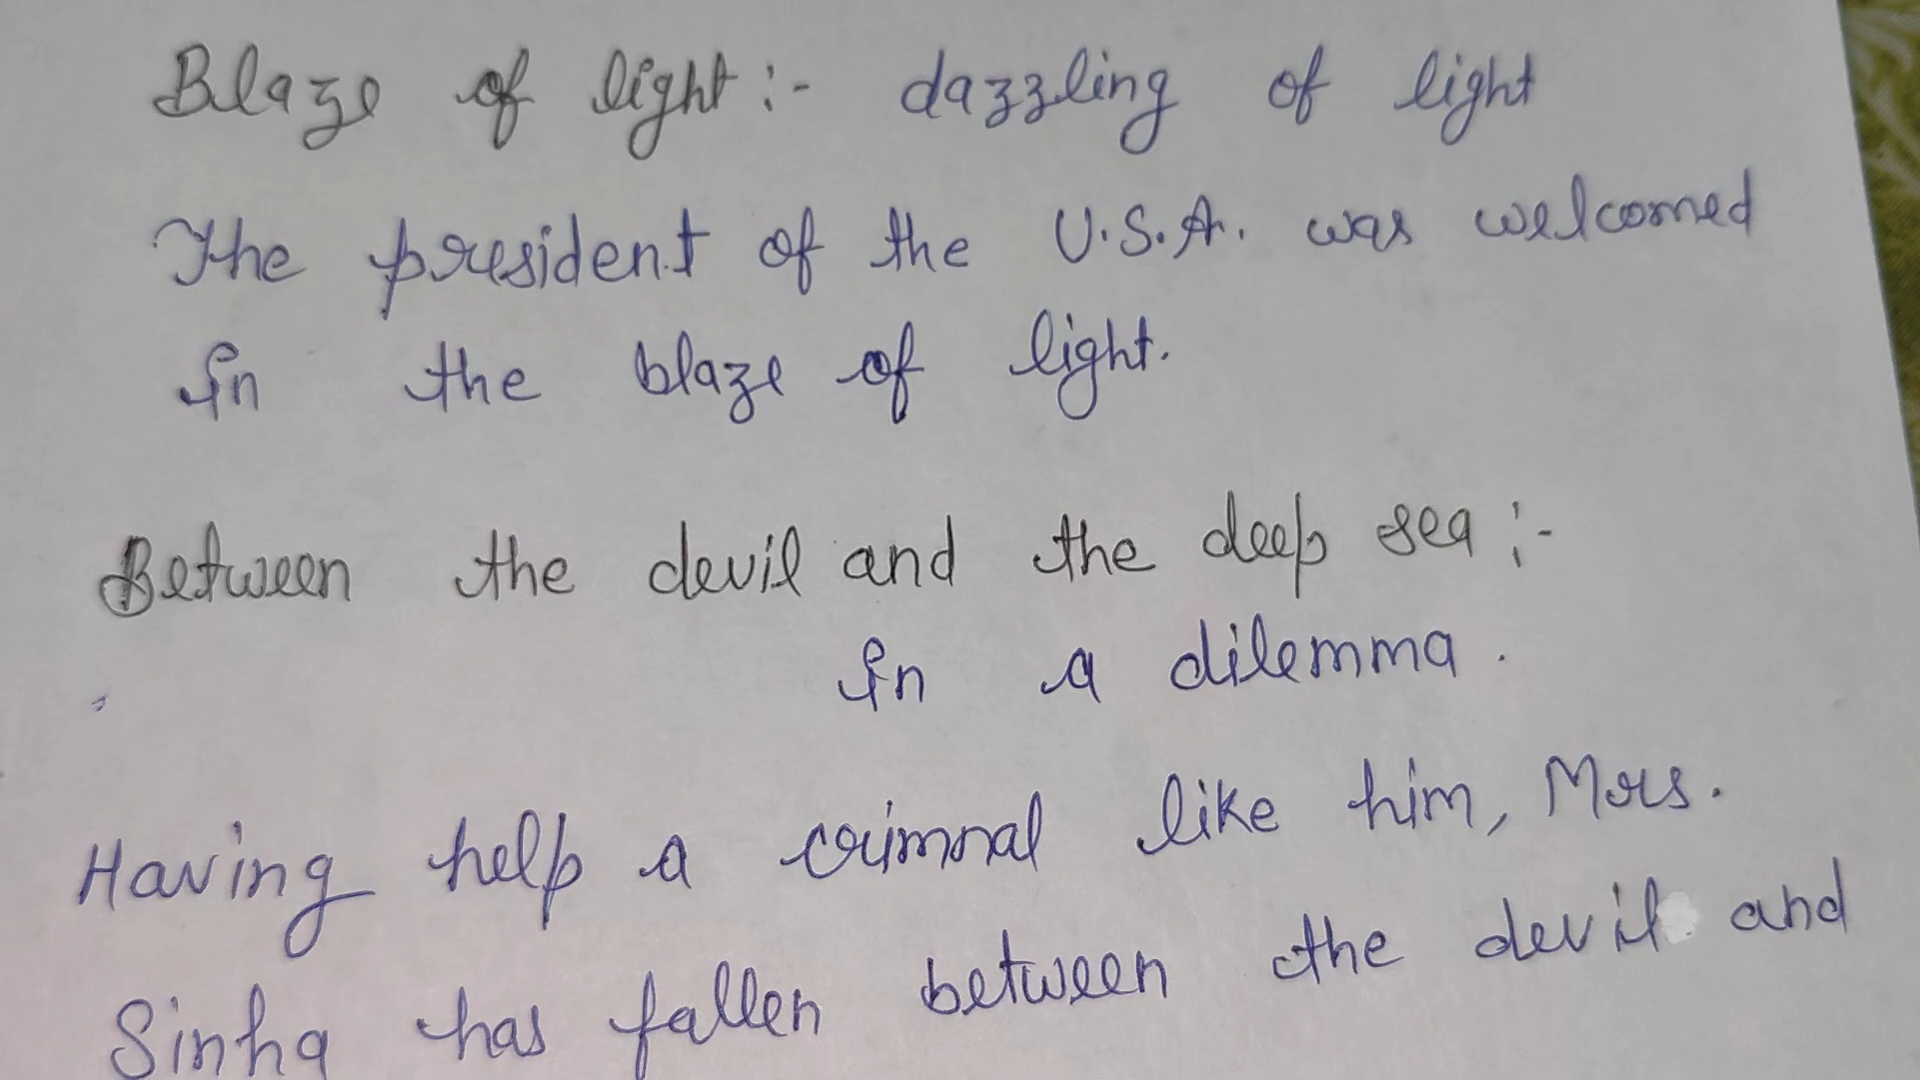 Blaze of light :- dazzling of light
The president of the U.S.A. was welcomed
in the blaze of light.
Between the devil and the deep sea :-
in a dilemma.
Having help a crimnal like him, Mrs.
Sinha has fallen between the devil and